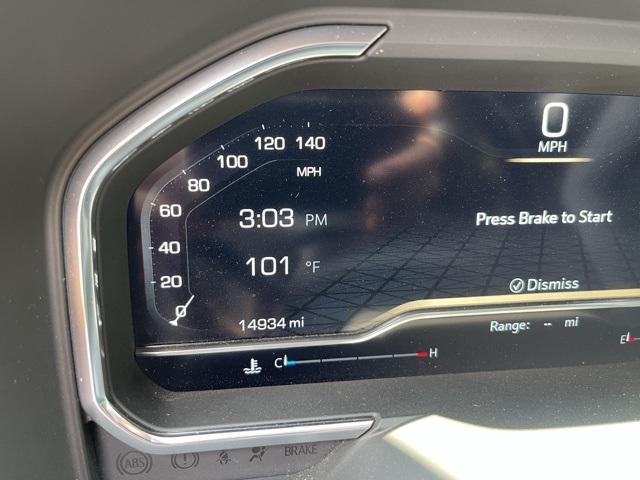 0
MPH
120 140
100
MPH
80
60
3:03 PM
Press Brake to Start
40
101 °F
20
Dismiss
0
14934 mi
Range: -- mi
C H
E
ABS
BRAKE